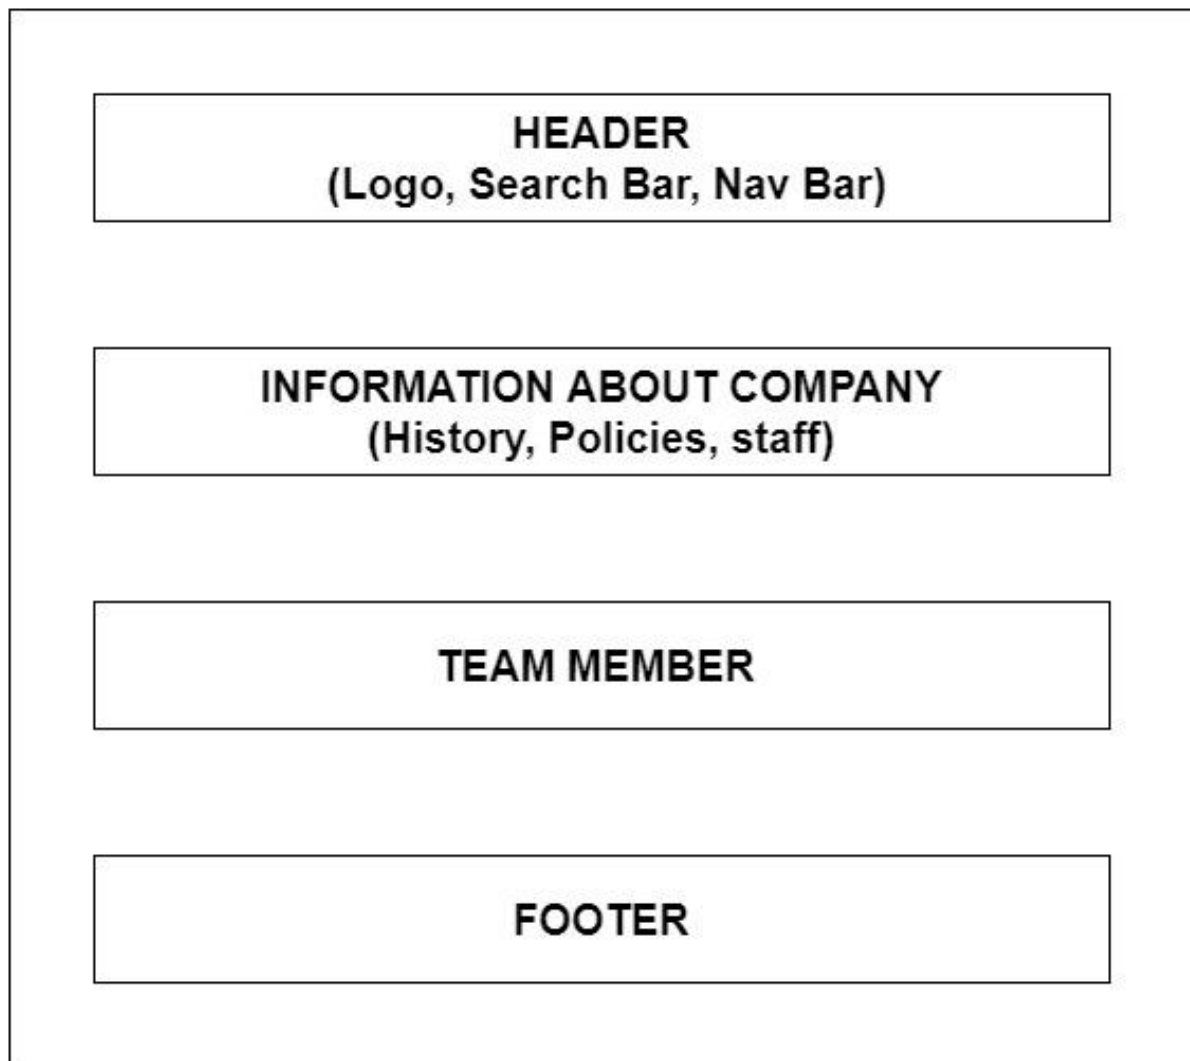 HEADER
(Logo, Search Bar, Nav Bar)
INFORMATION ABOUT COMPANY
(History, Policies, staff)
TEAM MEMBER
FOOTER